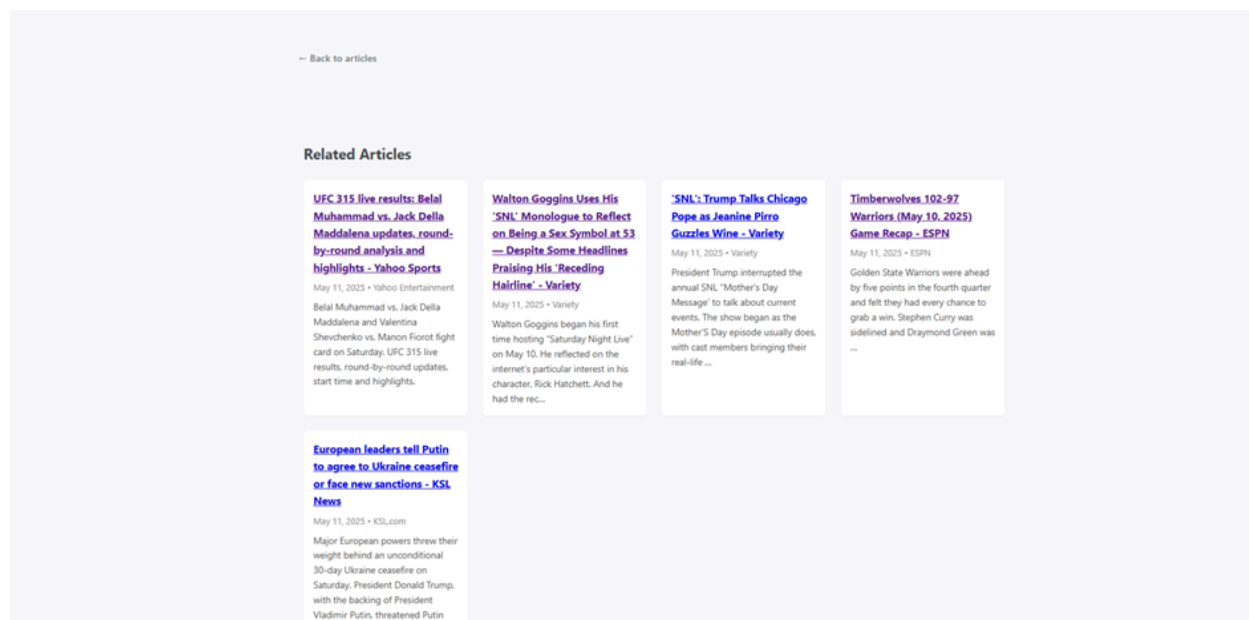 ← Back to articles
Related Articles
UFC 315 live results: Belal
Muhammad vs. Jack Della
Maddalena updates, round-
by-round analysis and
highlights - Yahoo Sports
May 11, 2025 • Yahoo Entertainment
Belal Muhammad vs. Jack Della
Maddalena and Valentina
Shevchenko vs. Manon Fiorot fight
card on Saturday. UFC 315 live
results, round-by-round updates,
start time and highlights.
Walton Goggins Uses His
'SNL' Monologue to Reflect
on Being a Sex Symbol at 53
— Despite Some Headlines
Praising His 'Receding
Hairline' - Variety
May 11, 2025 • Variety
Walton Goggins began his first
time hosting "Saturday Night Live"
on May 10. He reflected on the
internet's particular interest in his
character, Rick Hatchett. And he
had the rec...
'SNL': Trump Talks Chicago
Pope as Jeanine Pirro
Guzzles Wine - Variety
May 11, 2025 • Variety
President Trump interrupted the
annual SNL "Mother's Day
Message' to talk about current
events. The show began as the
Mother'S Day episode usually does,
with cast members bringing their
real-life ...
Timberwolves 102-97
Warriors (May 10, 2025)
Game Recap - ESPN
May 11, 2025 • ESPN
Golden State Warriors were ahead
by five points in the fourth quarter
and felt they had every chance to
grab a win. Stephen Curry was
sidelined and Draymond Green was
...
European leaders tell Putin
to agree to Ukraine ceasefire
or face new sanctions - KSL
News
May 11, 2025 • KSL.com
Major European powers threw their
weight behind an unconditional
30-day Ukraine ceasefire on
Saturday. President Donald Trump,
with the backing of President
Vladimir Putin, threatened Putin